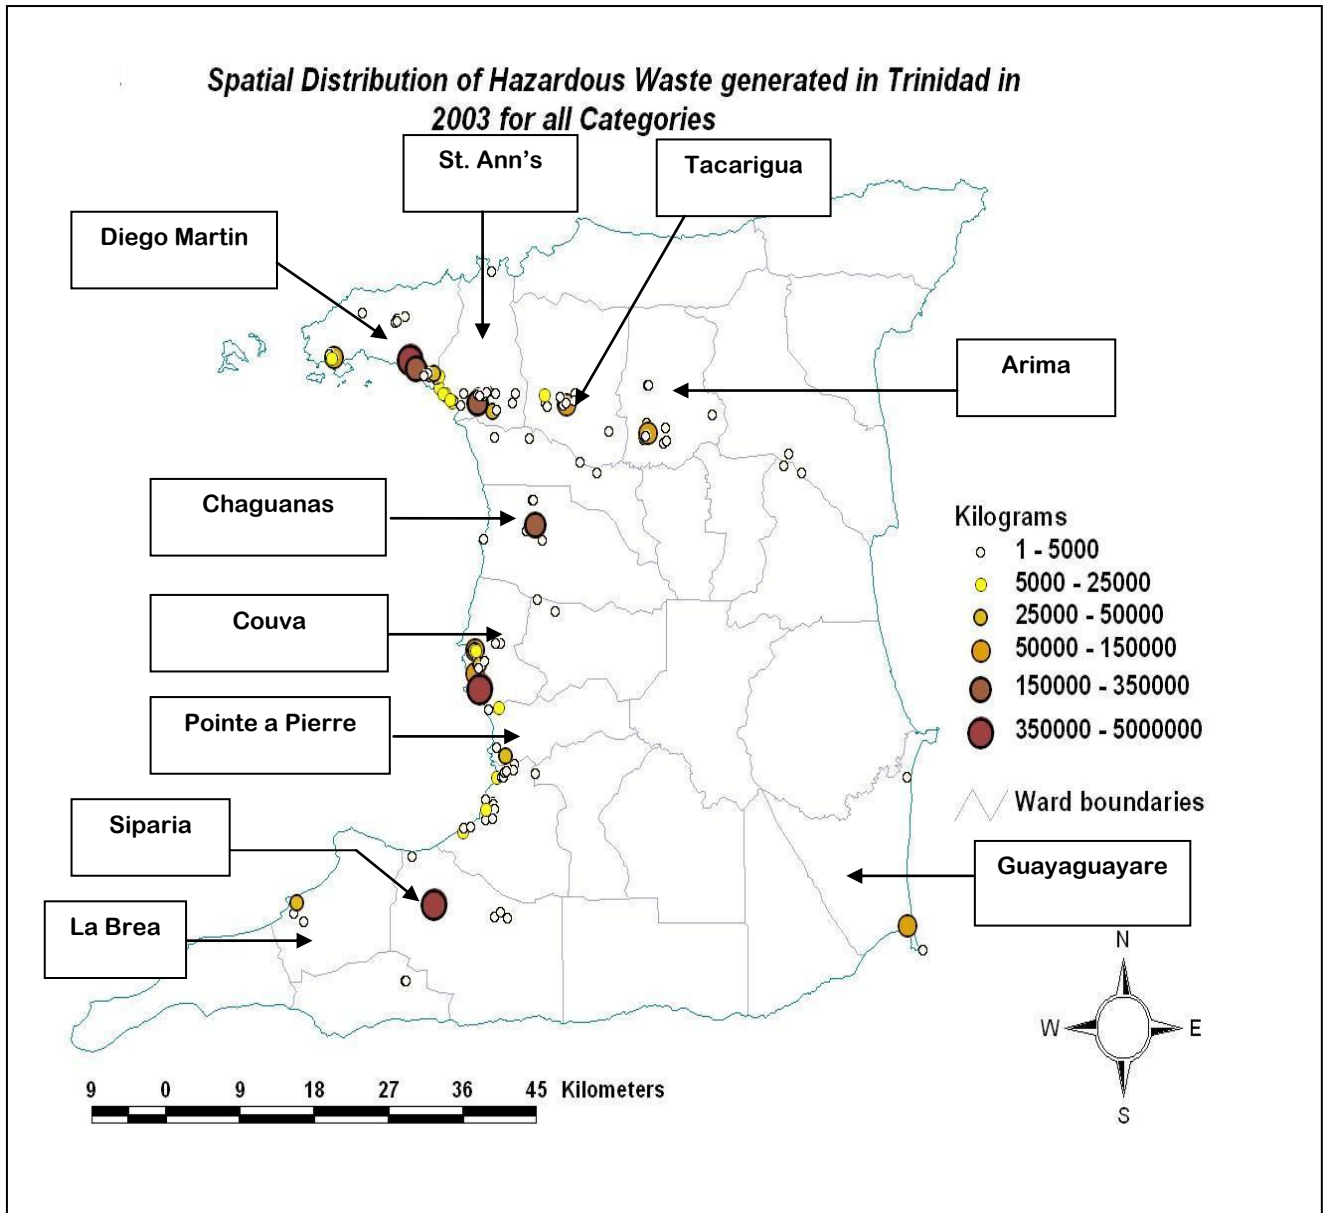 Spatial Distribution of Hazardous Waste generated in Trinidad in
2003 for all Categories
St. Ann's
Tacarigua
Diego Martin
Arima
Chaguanas
Kilograms
1 - 5000
5000 - 25000
25000 - 50000
50000 - 150000
150000 - 350000
350000 - 5000000
Ward boundaries
Couva
Pointe a Pierre
Siparia
Guayaguayare
La Brea
N
W E
S
9 0 9 18 27 36 45 Kilometers